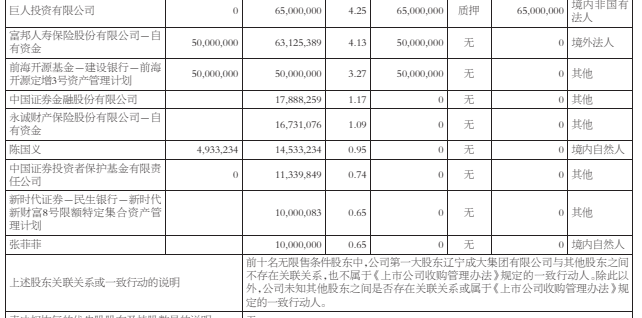 境内非国有
巨人投资有限公司 0 65,000,000 4.25 65,000,000 质押 65,000,000
法人
富邦人寿保险股份有限公司－自
有资金 50,000,000 63,125,389 4.13 50,000,000 无 0 境外法人
前海开源基金－建设银行－前海
开源定增3号资产管理计划 50,000,000 50,000,000 3.27 50,000,000 无 0 其他
中国证券金融股份有限公司 17,888,259 1.17 0 无 0 其他
永诚财产保险股份有限公司－自
有资金 16,731,076 1.09 0 无 0 其他
陈国义 4,933,234 14,533,234 0.95 0 无 0 境内自然人
中国证券投资者保护基金有限责
任公司 0 11,339,849 0.74 0 无 0 其他
新时代证券－民生银行－新时代
新财富8号限额特定集合资产管
理计划 10,000,083 0.65 0 无 0 其他
张菲菲 10,000,000 0.65 0 无 0 境内自然人
上述股东关联关系或一致行动的说明
前十名无限售条件股东中,公司第一大股东辽宁成大集团有限公司与其他股东之间
不存在关联关系,也不属于《上市公司收购管理办法》规定的一致行动人。除此以
外,公司未知其他股东之间是否存在关联关系或属于《上市公司收购管理办法》规
定的一致行动人。